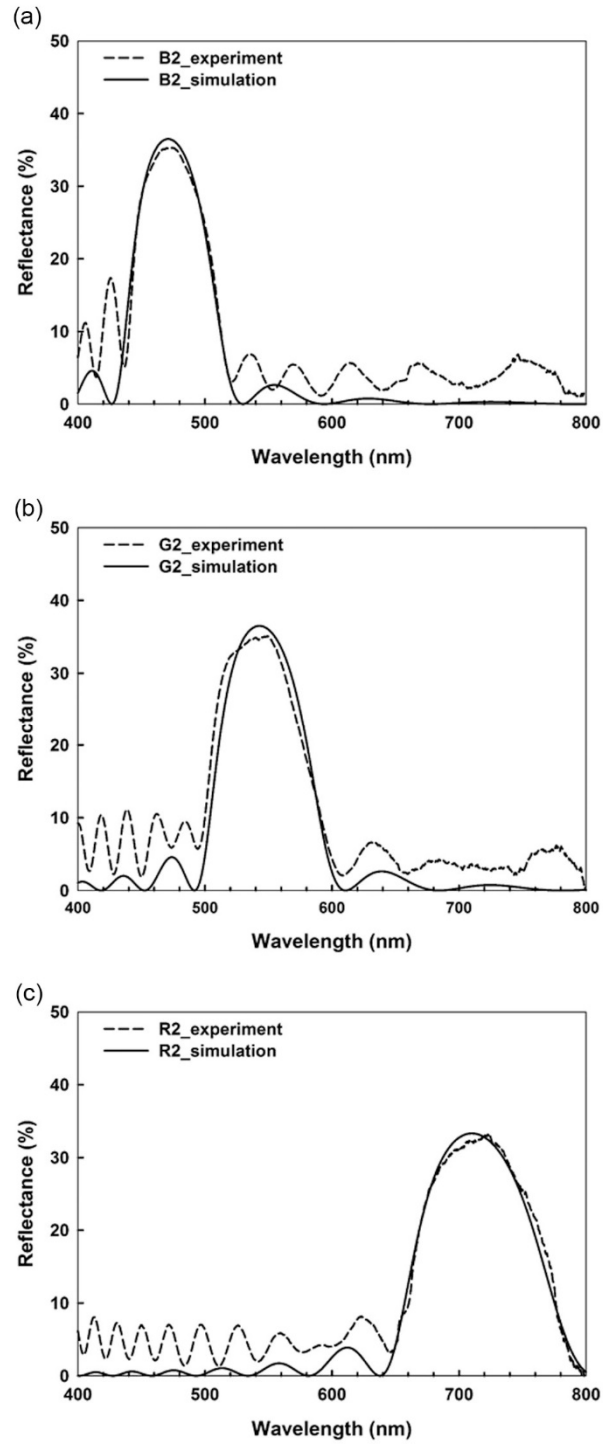 (a)
50
40
30
20
10
0
Reflectance (%)
B2_experiment
B2_simulation
400 500 600 700 800
Wavelength (nm)
(b)
50
40
30
20
10
0
Reflectance (%)
G2_experiment
G2_simulation
400 500 600 700 800
Wavelength (nm)
(c)
50
40
30
20
10
0
Reflectance (%)
R2_experiment
R2_simulation
400 500 600 700 800
Wavelength (nm)